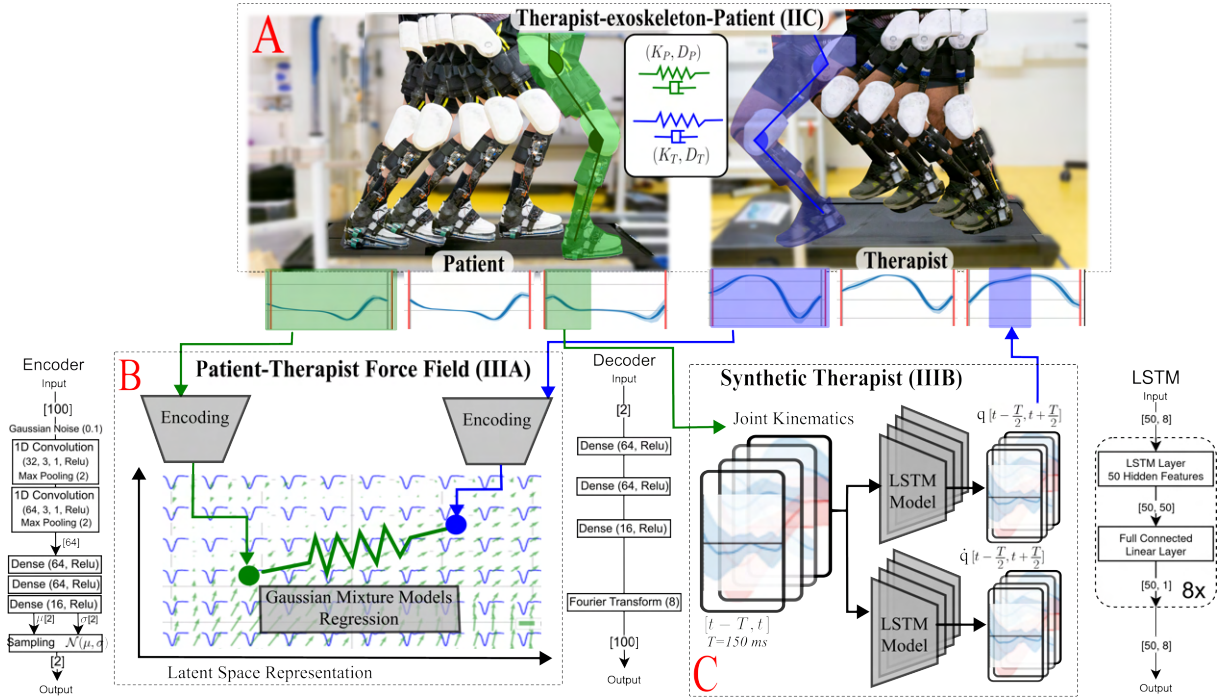 A
Therapist-exoskeleton-Patient (IIC)
(K_P, D_P)
(K_T, D_T)
Patient
Therapist
Encoder
Input
[100]
Gaussian Noise (0.1)
1D Convolution
(32, 3, 1, Relu)
Max Pooling (2)
1D Convolution
(64, 3, 1, Relu)
Max Pooling (2)
[64]
Dense (64, Relu)
Dense (64, Relu)
Dense (16, Relu)
μ[2]
σ[2]
Sampling 𝒩(μ, σ)
[2]
Output
B
Patient-Therapist Force Field (IIIA)
Encoding
Encoding
Gaussian Mixture Models
Regression
Latent Space Representation
Decoder
Input
[2]
Dense (64, Relu)
Dense (64, Relu)
Dense (16, Relu)
Fourier Transform (8)
[100]
Output
Synthetic Therapist (IIIB)
Joint Kinematics
[t − T, t]
T=150 ms
C
LSTM
Model
LSTM
Model
q [t − T/2, t + T/2]
q̇ [t − T/2, t + T/2]
LSTM
Input
[50, 8]
LSTM Layer
50 Hidden Features
[50, 50]
Full Connected
Linear Layer
[50, 1]
8x
[50, 8]
Output